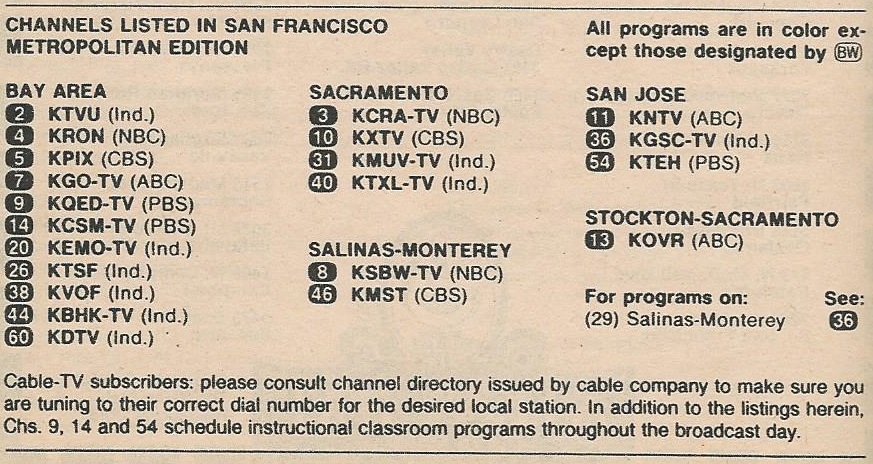 CHANNELS LISTED IN SAN FRANCISCO
METROPOLITAN EDITION
All programs are in color ex-
cept those designated by BW
BAY AREA
2 KTVU (Ind.)
4 KRON (NBC)
5 KPIX (CBS)
7 KGO-TV (ABC)
9 KQED-TV (PBS)
14 KCSM-TV (PBS)
20 KEMO-TV (Ind.)
26 KTSF (Ind.)
38 KVOF (Ind.)
44 KBHK-TV (Ind.)
60 KDTV (Ind.)
SACRAMENTO
3 KCRA-TV (NBC)
10 KXTV (CBS)
31 KMUV-TV (Ind.)
40 KTXL-TV (Ind.)
SALINAS-MONTEREY
8 KSBW-TV (NBC)
46 KMST (CBS)
SAN JOSE
11 KNTV (ABC)
36 KGSC-TV (Ind.)
54 KTEH (PBS)
STOCKTON-SACRAMENTO
13 KOVR (ABC)
For programs on: See:
(29) Salinas-Monterey 36
Cable-TV subscribers: please consult channel directory issued by cable company to make sure you
are tuning to their correct dial number for the desired local station. In addition to the listings herein,
Chs. 9, 14 and 54 schedule instructional classroom programs throughout the broadcast day.